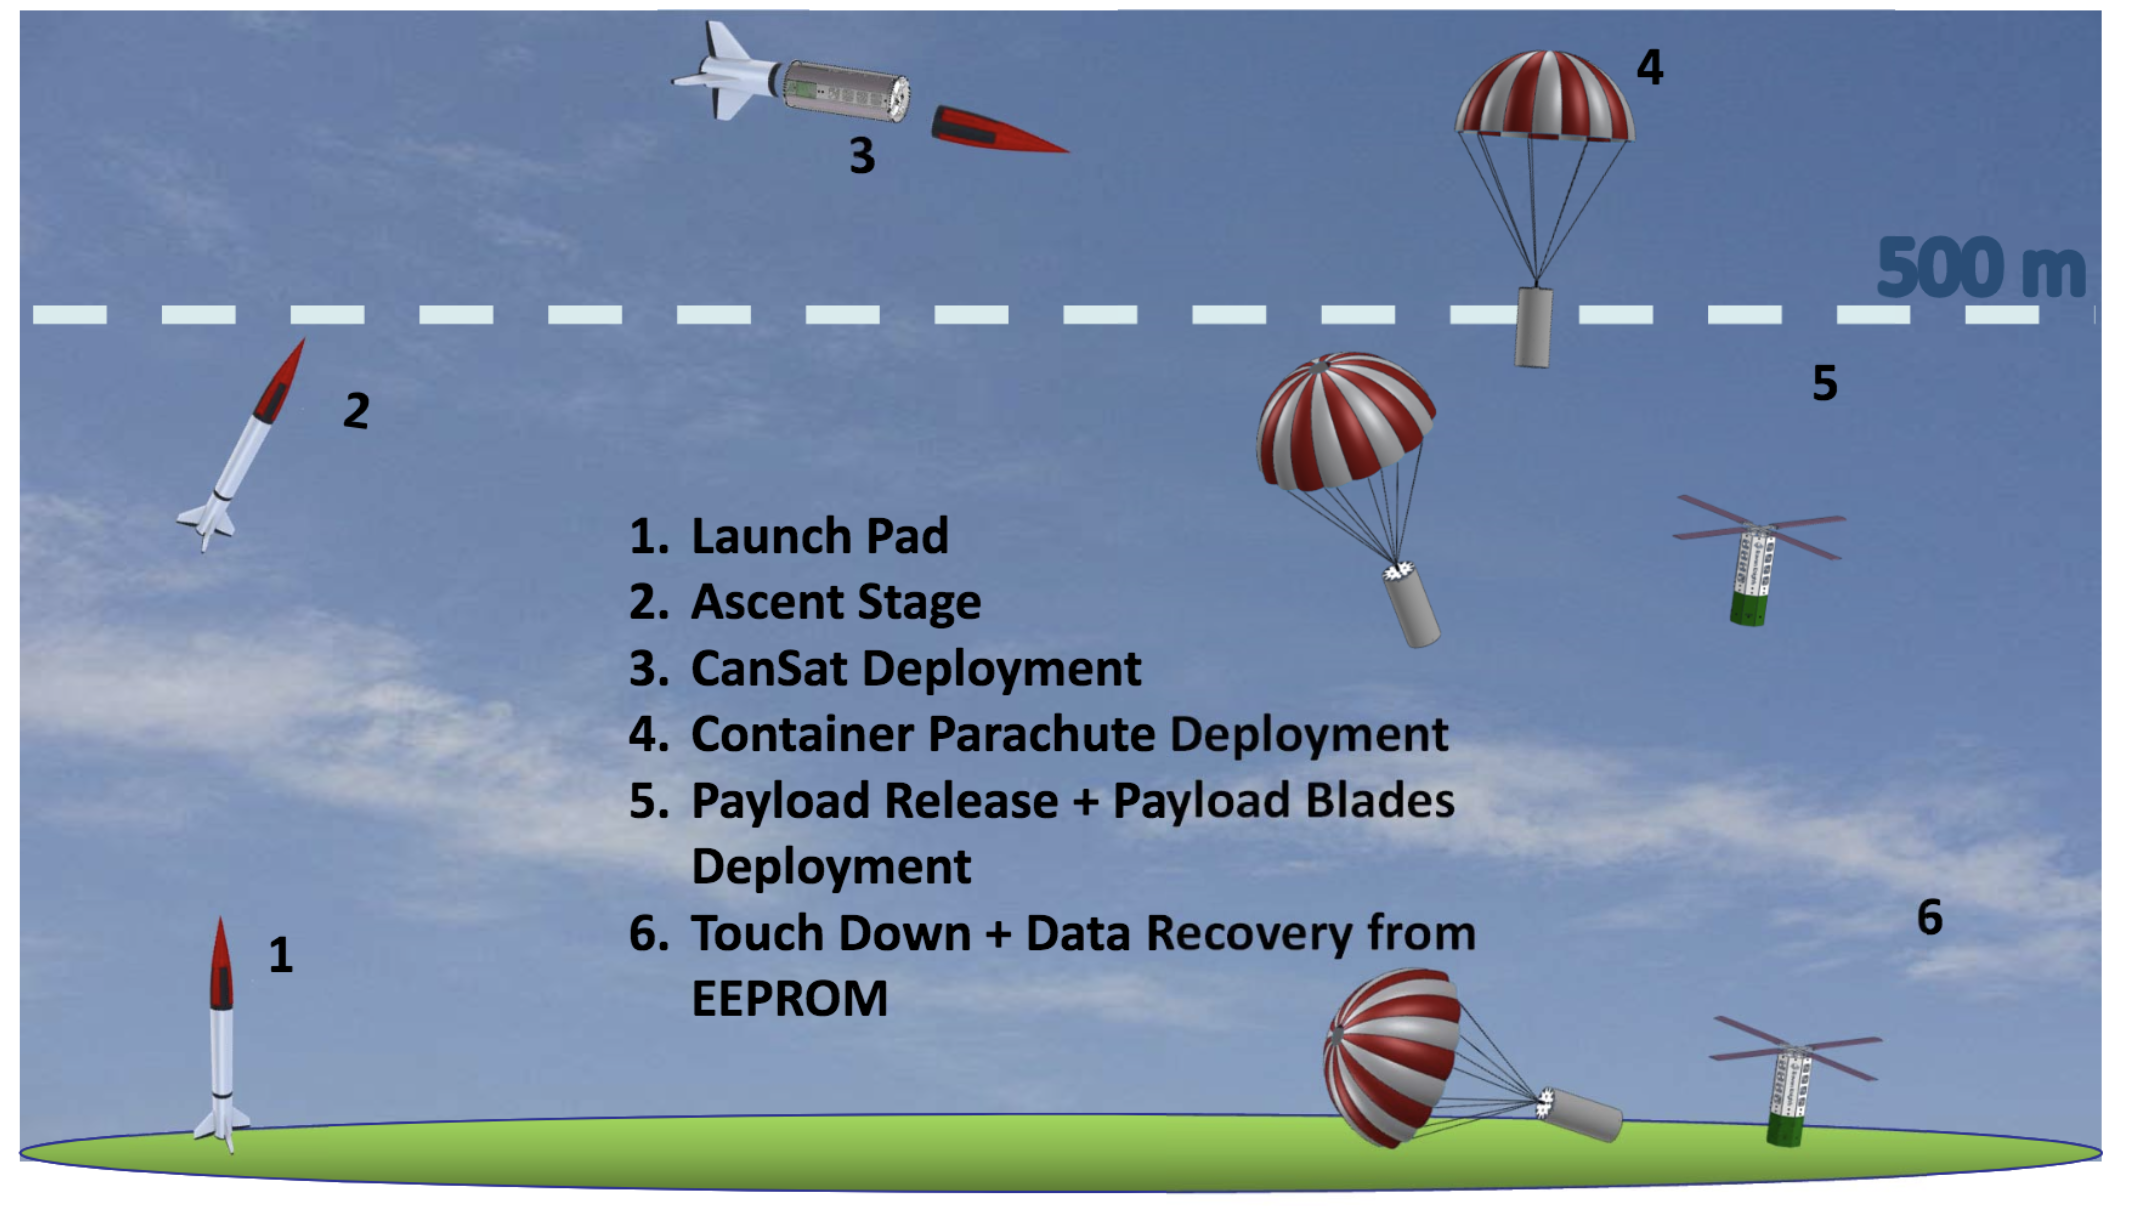 3
4
500 m
2
5
1. Launch Pad
2. Ascent Stage
3. CanSat Deployment
4. Container Parachute Deployment
5. Payload Release + Payload Blades
Deployment
6. Touch Down + Data Recovery from
EEPROM
1
6